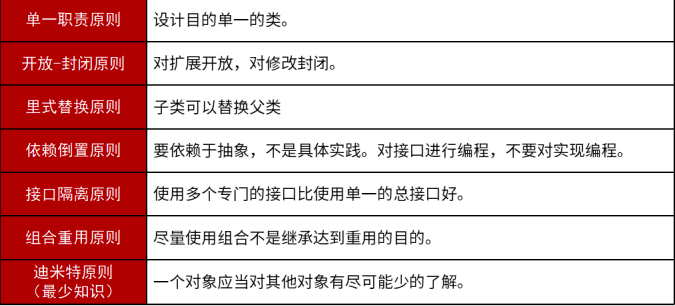 单一职责原则
设计目的单一的类。
开放-封闭原则
对扩展开放，对修改封闭。
里式替换原则
子类可以替换父类
依赖倒置原则
要依赖于抽象，不是具体实践。对接口进行编程，不要对实现编程。
接口隔离原则
使用多个专门的接口比使用单一的总接口好。
组合重用原则
尽量使用组合不是继承达到重用的目的。
迪米特原则
（最少知识）
一个对象应当对其他对象有尽可能少的了解。